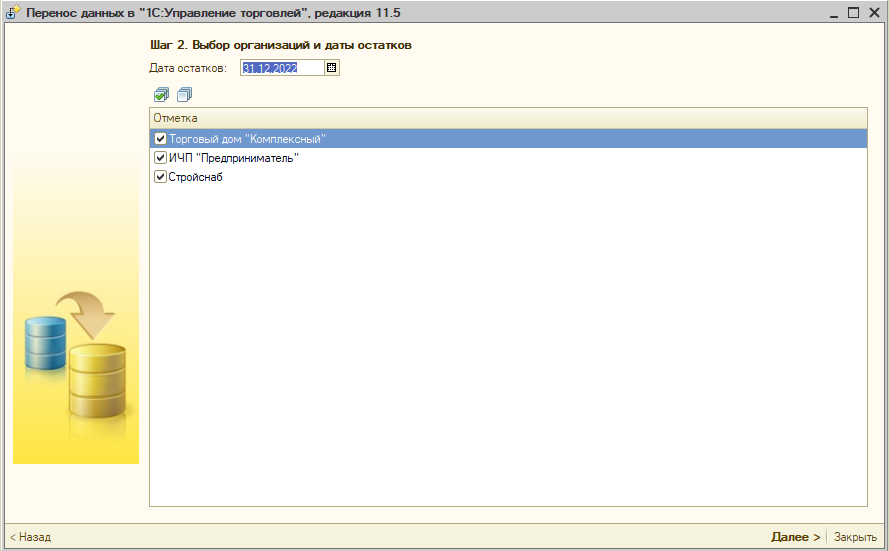 Перенос данных в "1С:Управление торговлей", редакция 11.5
Шаг 2. Выбор организаций и даты остатков
Дата остатков: 31.12.2022
Отметка
Торговый дом "Комплексный"
ИЧП "Предприниматель"
Стройснаб
< Назад Далее > Закрыть